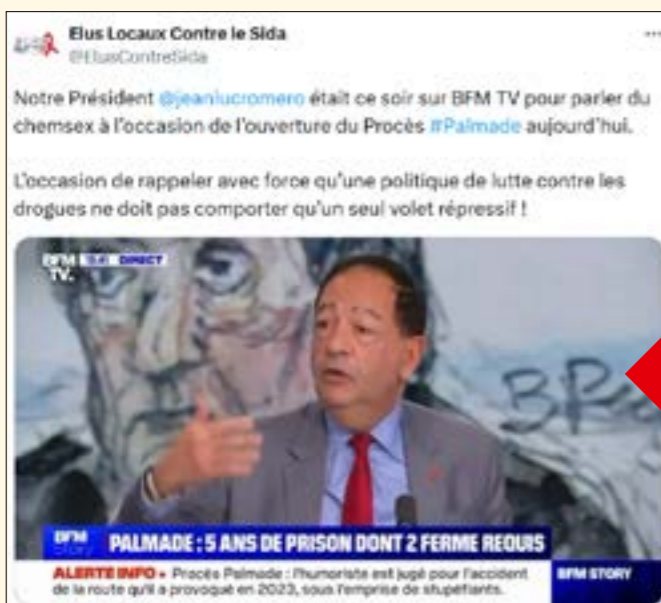 Elus Locaux Contre le Sida
@ElusContreSida
Notre Président @jeanlucromero était ce soir sur BFM TV pour parler du
chemsex à l'occasion de l'ouverture du Procès #Palmade aujourd'hui.
L'occasion de rappeler avec force qu'une politique de lutte contre les
drogues ne doit pas comporter qu'un seul volet répressif !
BFM
TV.
DIRECT
BFM
Story
PALMADE : 5 ANS DE PRISON DONT 2 FERME REQUIS
ALERTE INFO • Procès Palmade : l'humoriste est jugé pour l'accident
de la route qu'il a provoqué en 2023, sous l'emprise de stupéfiants.
BFM STORY